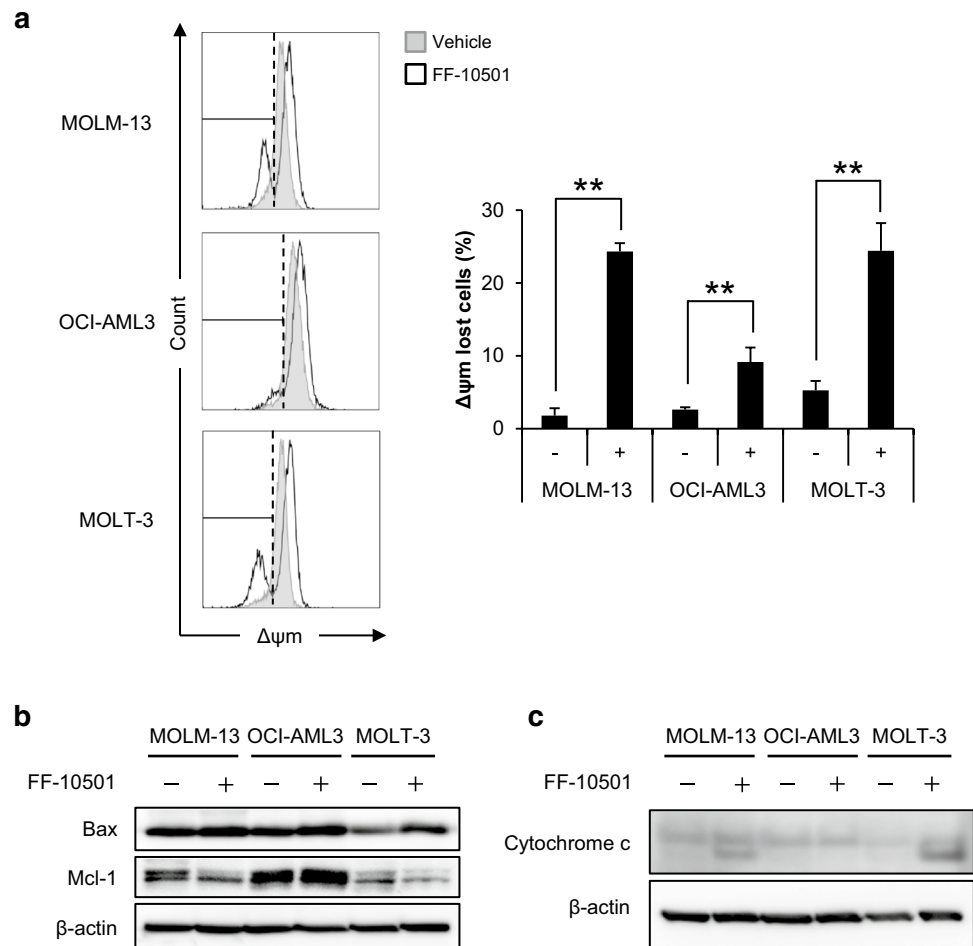 a
Vehicle
FF-10501
MOLM-13
OCI-AML3
MOLT-3
Count
Δψm
Δψm lost cells (%)
30
20
10
0
** ** **
- + - + - +
MOLM-13 OCI-AML3 MOLT-3
b
MOLM-13 OCI-AML3 MOLT-3
FF-10501 − + − + − +
Bax
Mcl-1
β-actin
c
MOLM-13 OCI-AML3 MOLT-3
FF-10501 − + − + − +
Cytochrome c
β-actin